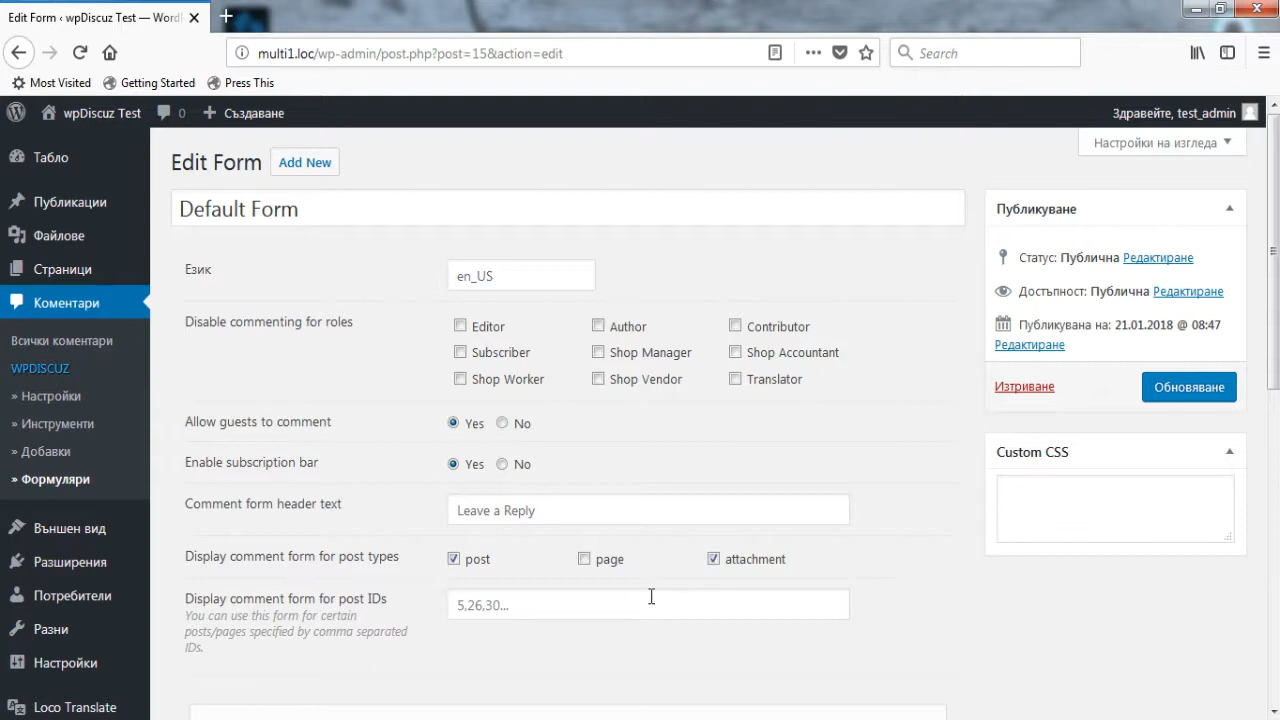 Edit Form ‹ wpDiscuz Test — Word
multi1.loc/wp-admin/post.php?post=15&action=edit
Search
Most Visited
Getting Started
Press This
wpDiscuz Test
0
Създаване
Здравейте, test_admin
Табло
Публикации
Файлове
Страници
Коментари
Всички коментари
WPDISCUZ
» Настройки
» Инструменти
» Добавки
» Формуляри
Външен вид
Разширения
Потребители
Разни
Настройки
Loco Translate
Настройки на изгледа
Edit Form
Add New
Default Form
Език
en_US
Disable commenting for roles
Editor
Author
Contributor
Subscriber
Shop Manager
Shop Accountant
Shop Worker
Shop Vendor
Translator
Allow guests to comment
Yes
No
Enable subscription bar
Yes
No
Comment form header text
Leave a Reply
Display comment form for post types
post
page
attachment
Display comment form for post IDs
You can use this form for certain
posts/pages specified by comma separated
IDs.
5,26,30...
Публикуване
Статус: Публична Редактиране
Достъпност: Публична Редактиране
Публикувана на: 21.01.2018 @ 08:47
Редактиране
Изтриване
Обновяване
Custom CSS